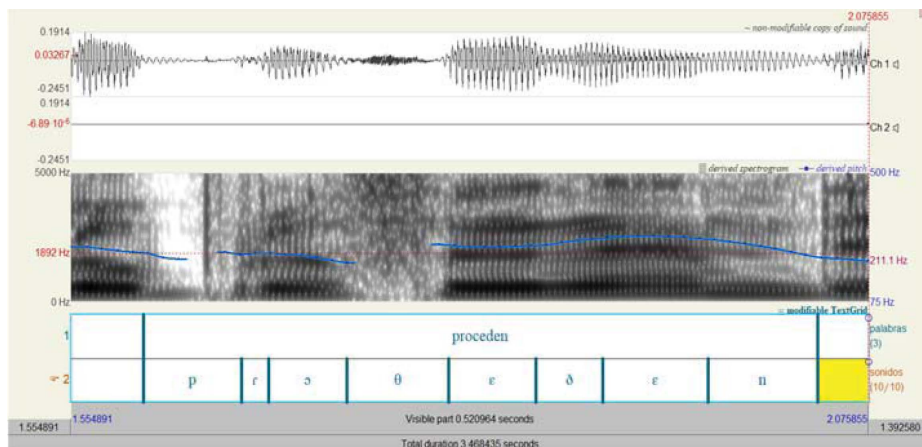 2.075855
0.1914
~ non-modifiable copy of sound
0.03267
Ch 1
-0.2451
0.1914
-6.89·10⁻⁶
Ch 2
-0.2451
derived spectrogram derived pitch
5000 Hz 500 Hz
1892 Hz 211.1 Hz
0 Hz 75 Hz
modifiable TextGrid
1 proceden palabras
(3)
2 p ɾ ɔ θ ɛ ð ɛ n sonidos
(10/10)
1.554891 Visible part 0.520964 seconds 2.075855
1.554891 1.392580
Total duration 3.468435 seconds